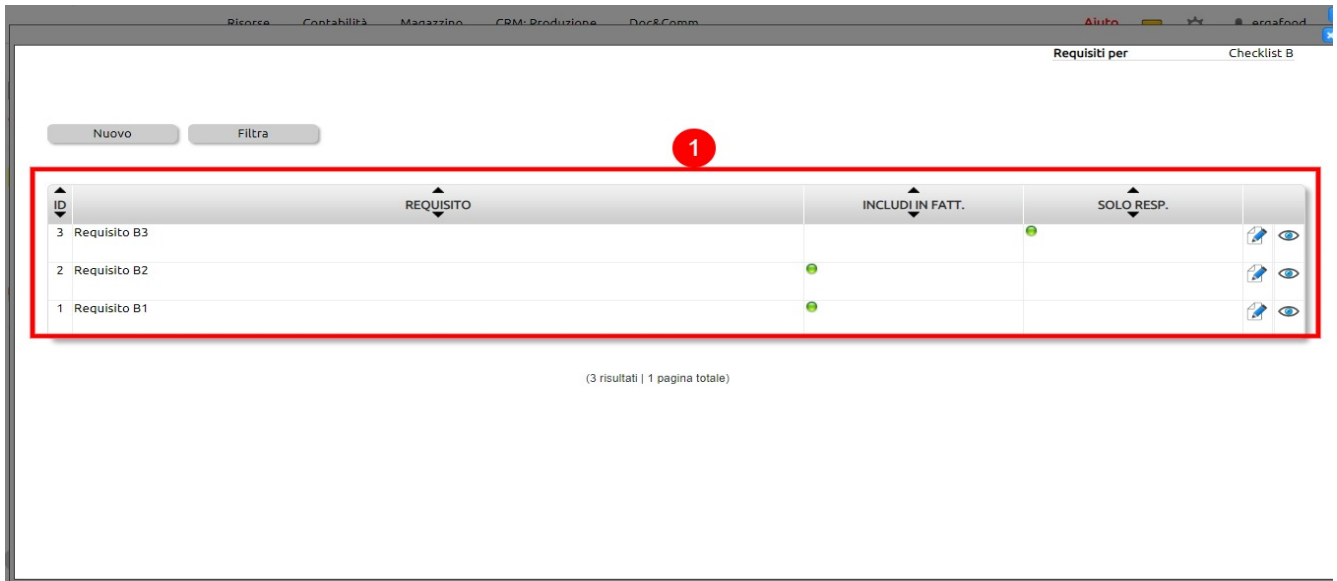 Risorse Contabilità Magazzino CRM: Produzione Doc&Comm Aiuto ergafood
Requisiti per Checklist B
Nuovo Filtra
1
ID REQUISITO INCLUDI IN FATT. SOLO RESP.
3 Requisito B3
2 Requisito B2
1 Requisito B1
(3 risultati | 1 pagina totale)